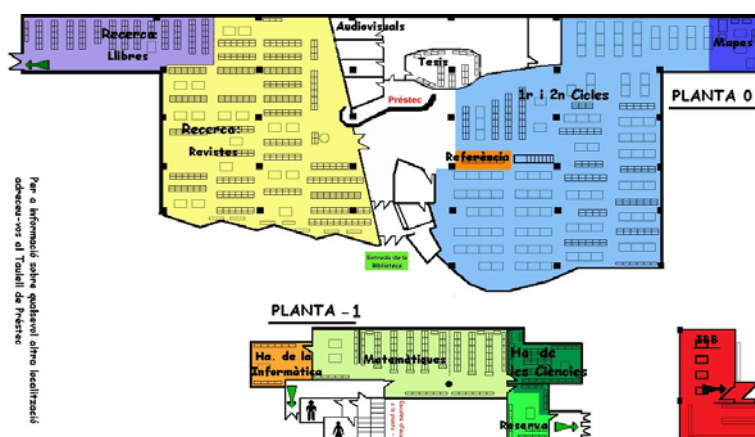 Recerca:
Llibres
Audiovisuals
Tesis
Mapes
Préstec
1r i 2n Cicles
PLANTA 0
Recerca:
Revistes
Referència
Entrada de la
Biblioteca
Per a informació sobre qualsevol altra localització
adreceu-vos al Taulell de Préstec
PLANTA -1
Ha. de la
Informàtica
Matemàtiques
Ha de
les Ciències
IBB
Reserva